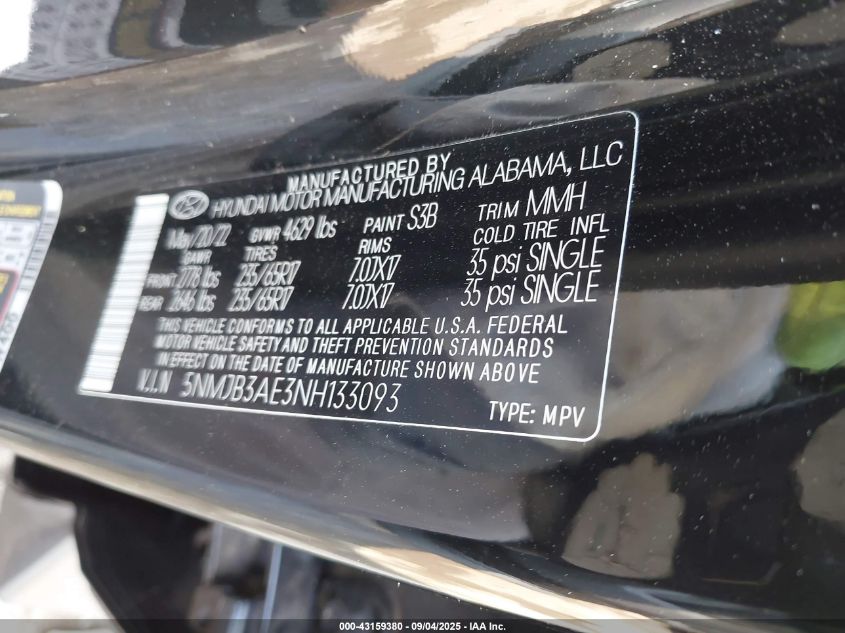 MANUFACTURED BY
HYUNDAI MOTOR MANUFACTURING ALABAMA, LLC
May/20/22 GVWR 4629 lbs PAINT S3B TRIM MMH
GAWR TIRES RIMS COLD TIRE INFL
FRONT 2778 lbs 235/65R17 7.0JX17 35 psi SINGLE
REAR 2646 lbs 235/65R17 7.0JX17 35 psi SINGLE
THIS VEHICLE CONFORMS TO ALL APPLICABLE U.S.A. FEDERAL
MOTOR VEHICLE SAFETY AND THEFT PREVENTION STANDARDS
IN EFFECT ON THE DATE OF MANUFACTURE SHOWN ABOVE
V.I.N 5NMJB3AE3NH133093
TYPE: MPV
000-43159380 - 09/04/2025 - IAA Inc.